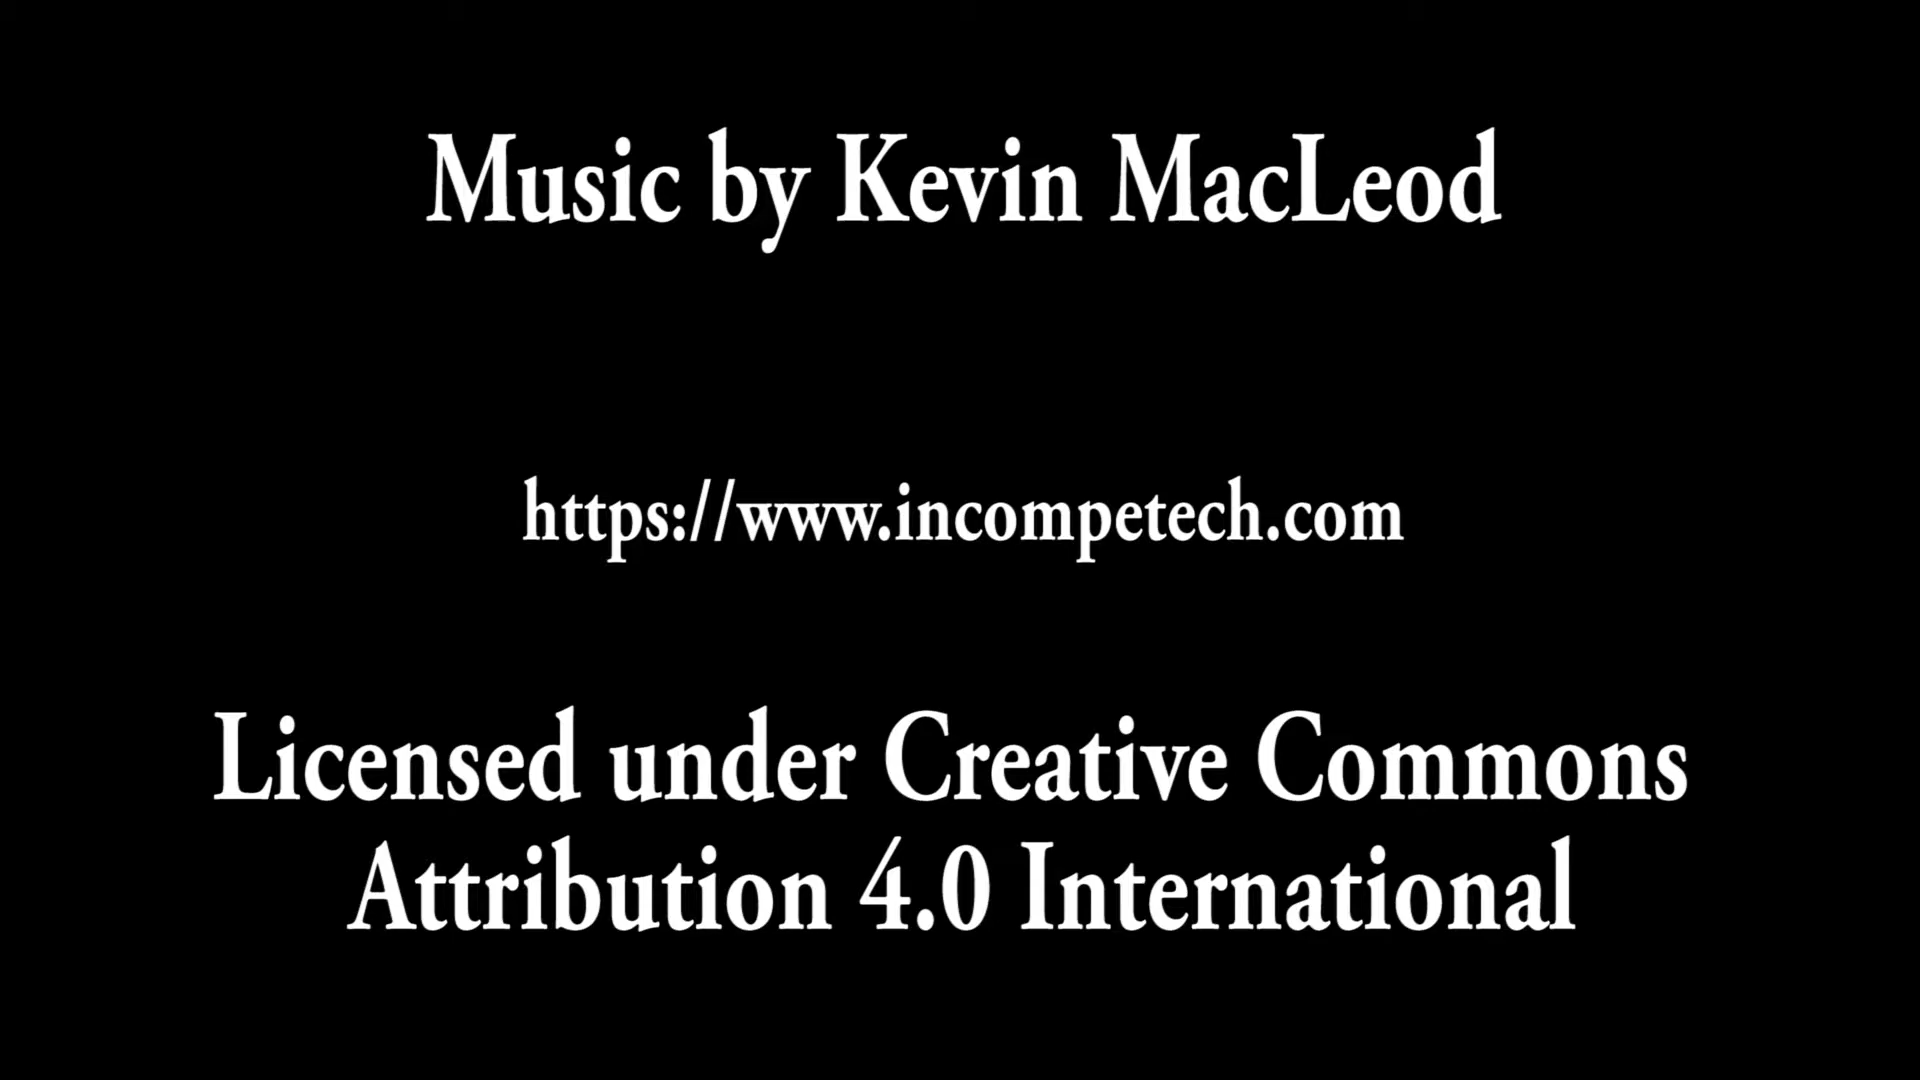 Music by Kevin MacLeod
https://www.incompetech.com
Licensed under Creative Commons
Attribution 4.0 International